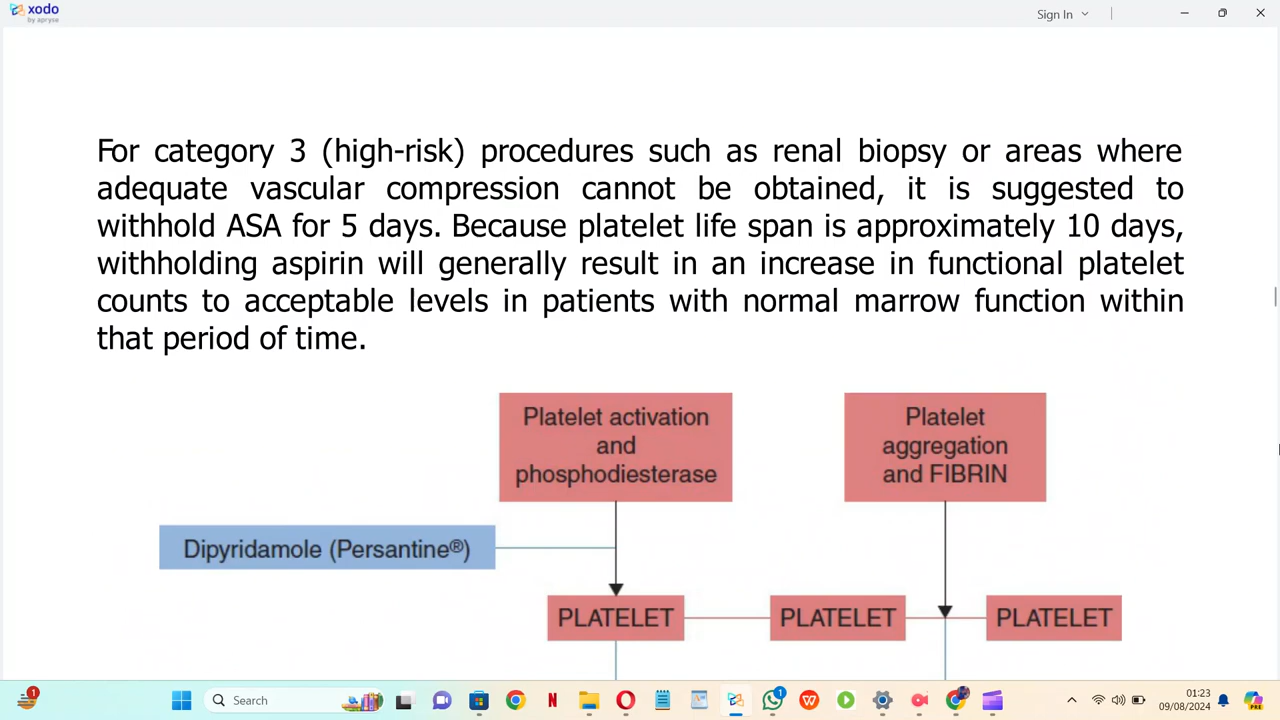 xodo
by apryse
Sign In
For category 3 (high-risk) procedures such as renal biopsy or areas where
adequate vascular compression cannot be obtained, it is suggested to
withhold ASA for 5 days. Because platelet life span is approximately 10 days,
withholding aspirin will generally result in an increase in functional platelet
counts to acceptable levels in patients with normal marrow function within
that period of time.
Platelet activation
and
phosphodiesterase
Platelet
aggregation
and FIBRIN
Dipyridamole (Persantine®)
PLATELET
PLATELET
PLATELET
1
Search
1
01:23
09/08/2024
PRE